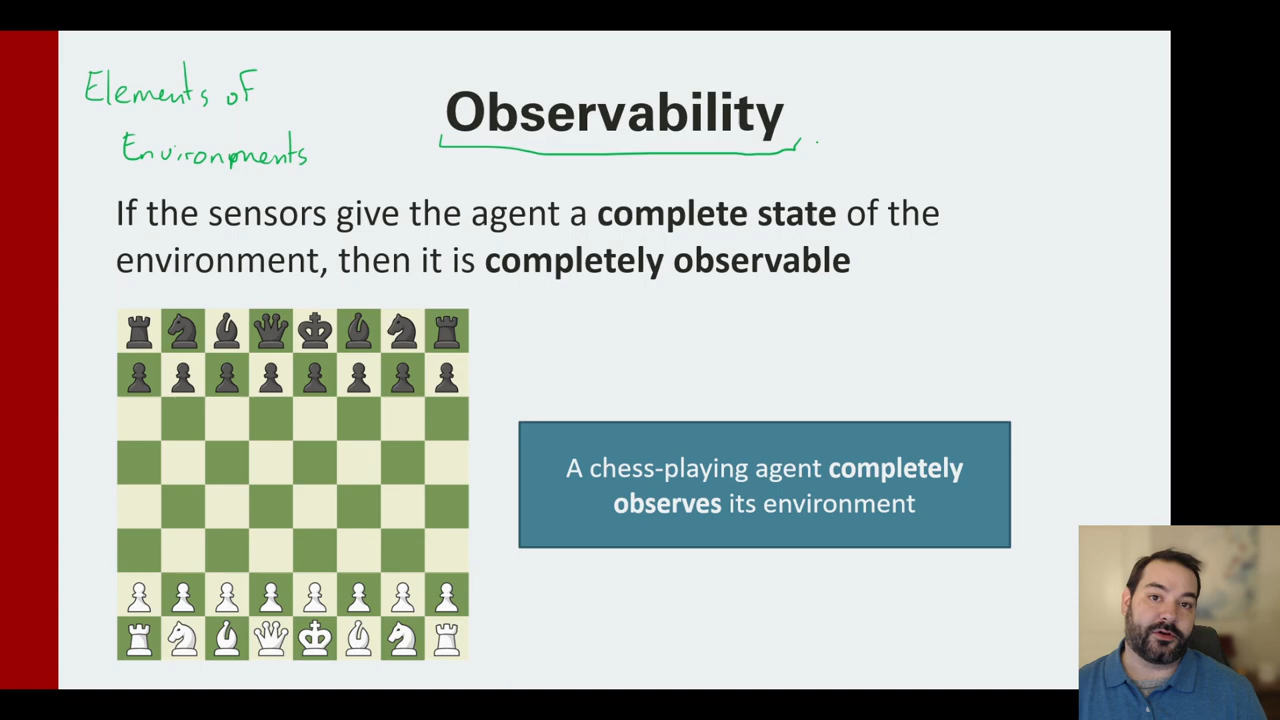 Elements of
Environments
Observability
If the sensors give the agent a complete state of the
environment, then it is completely observable
A chess-playing agent completely
observes its environment